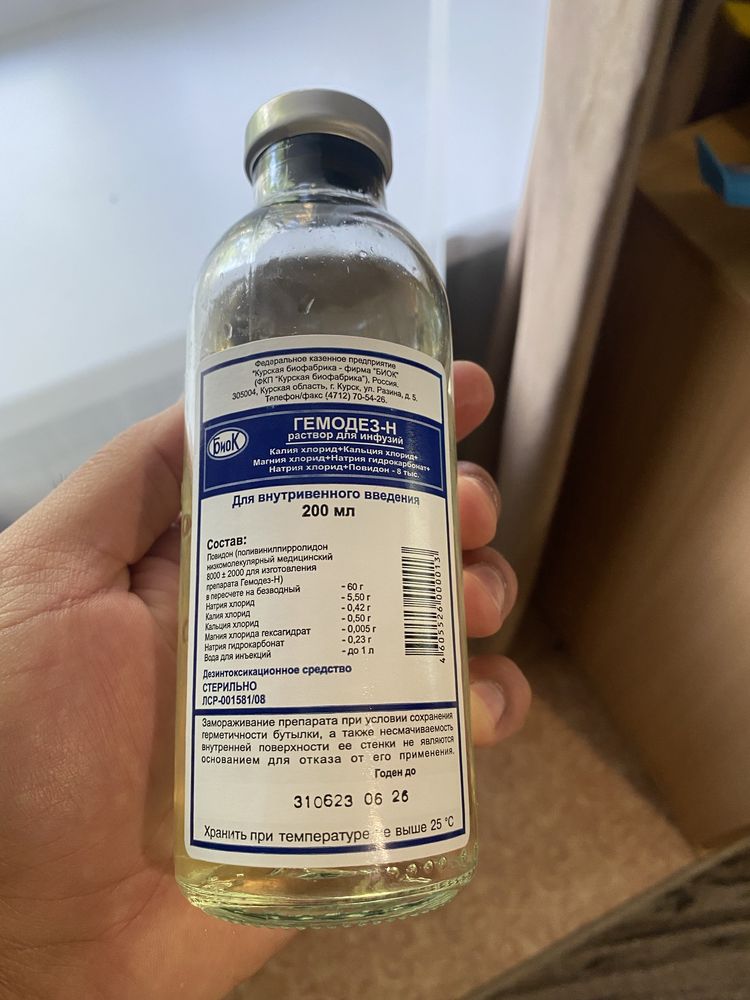 Федеральное казенное предприятие
"Курская биофабрика - фирма "БИОК"
(ФКП "Курская биофабрика"), Россия.
305004, Курская область, г. Курск, ул. Разина, д. 5.
Телефон/факс (4712) 70-54-26.
БиоК
ГЕМОДЕЗ-Н
раствор для инфузий
Калия хлорид+Кальция хлорид+
Магния хлорид+Натрия гидрокарбонат+
Натрия хлорид+Повидон - 8 тыс.
Для внутривенного введения
200 мл
Состав:
Повидон (поливинилпирролидон
низкомолекулярный медицинский
8000 ± 2000 для изготовления
препарата Гемодез-Н)
в пересчете на безводный - 60 г
Натрия хлорид - 5,50 г
Калия хлорид - 0,42 г
Кальция хлорид - 0,50 г
Магния хлорида гексагидрат - 0,005 г
Натрия гидрокарбонат - 0,23 г
Вода для инъекций - до 1 л
4605526000013
Дезинтоксикационное средство
СТЕРИЛЬНО
ЛСР-001581/08
Замораживание препарата при условии сохранения
герметичности бутылки, а также несмачиваемость
внутренней поверхности ее стенки не являются
основанием для отказа от его применения.
Годен до
310623 06 26
Хранить при температуре не выше 25 °С